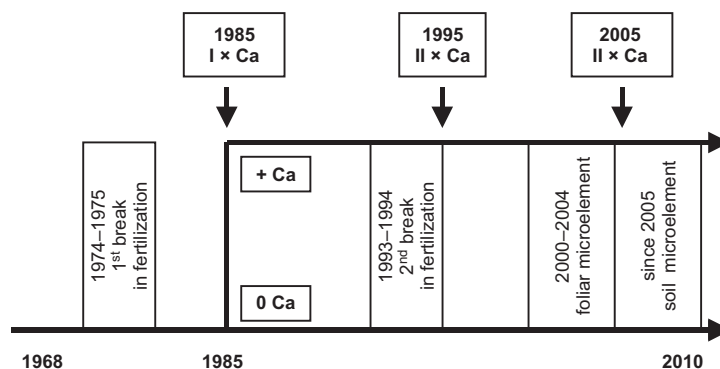 1985
I × Ca
1995
II × Ca
2005
II × Ca
+ Ca
0 Ca
1974–1975
1st break
in fertilization
1993–1994
2nd break
in fertilization
2000–2004
foliar microelement
since 2005
soil microelement
1968
1985
2010